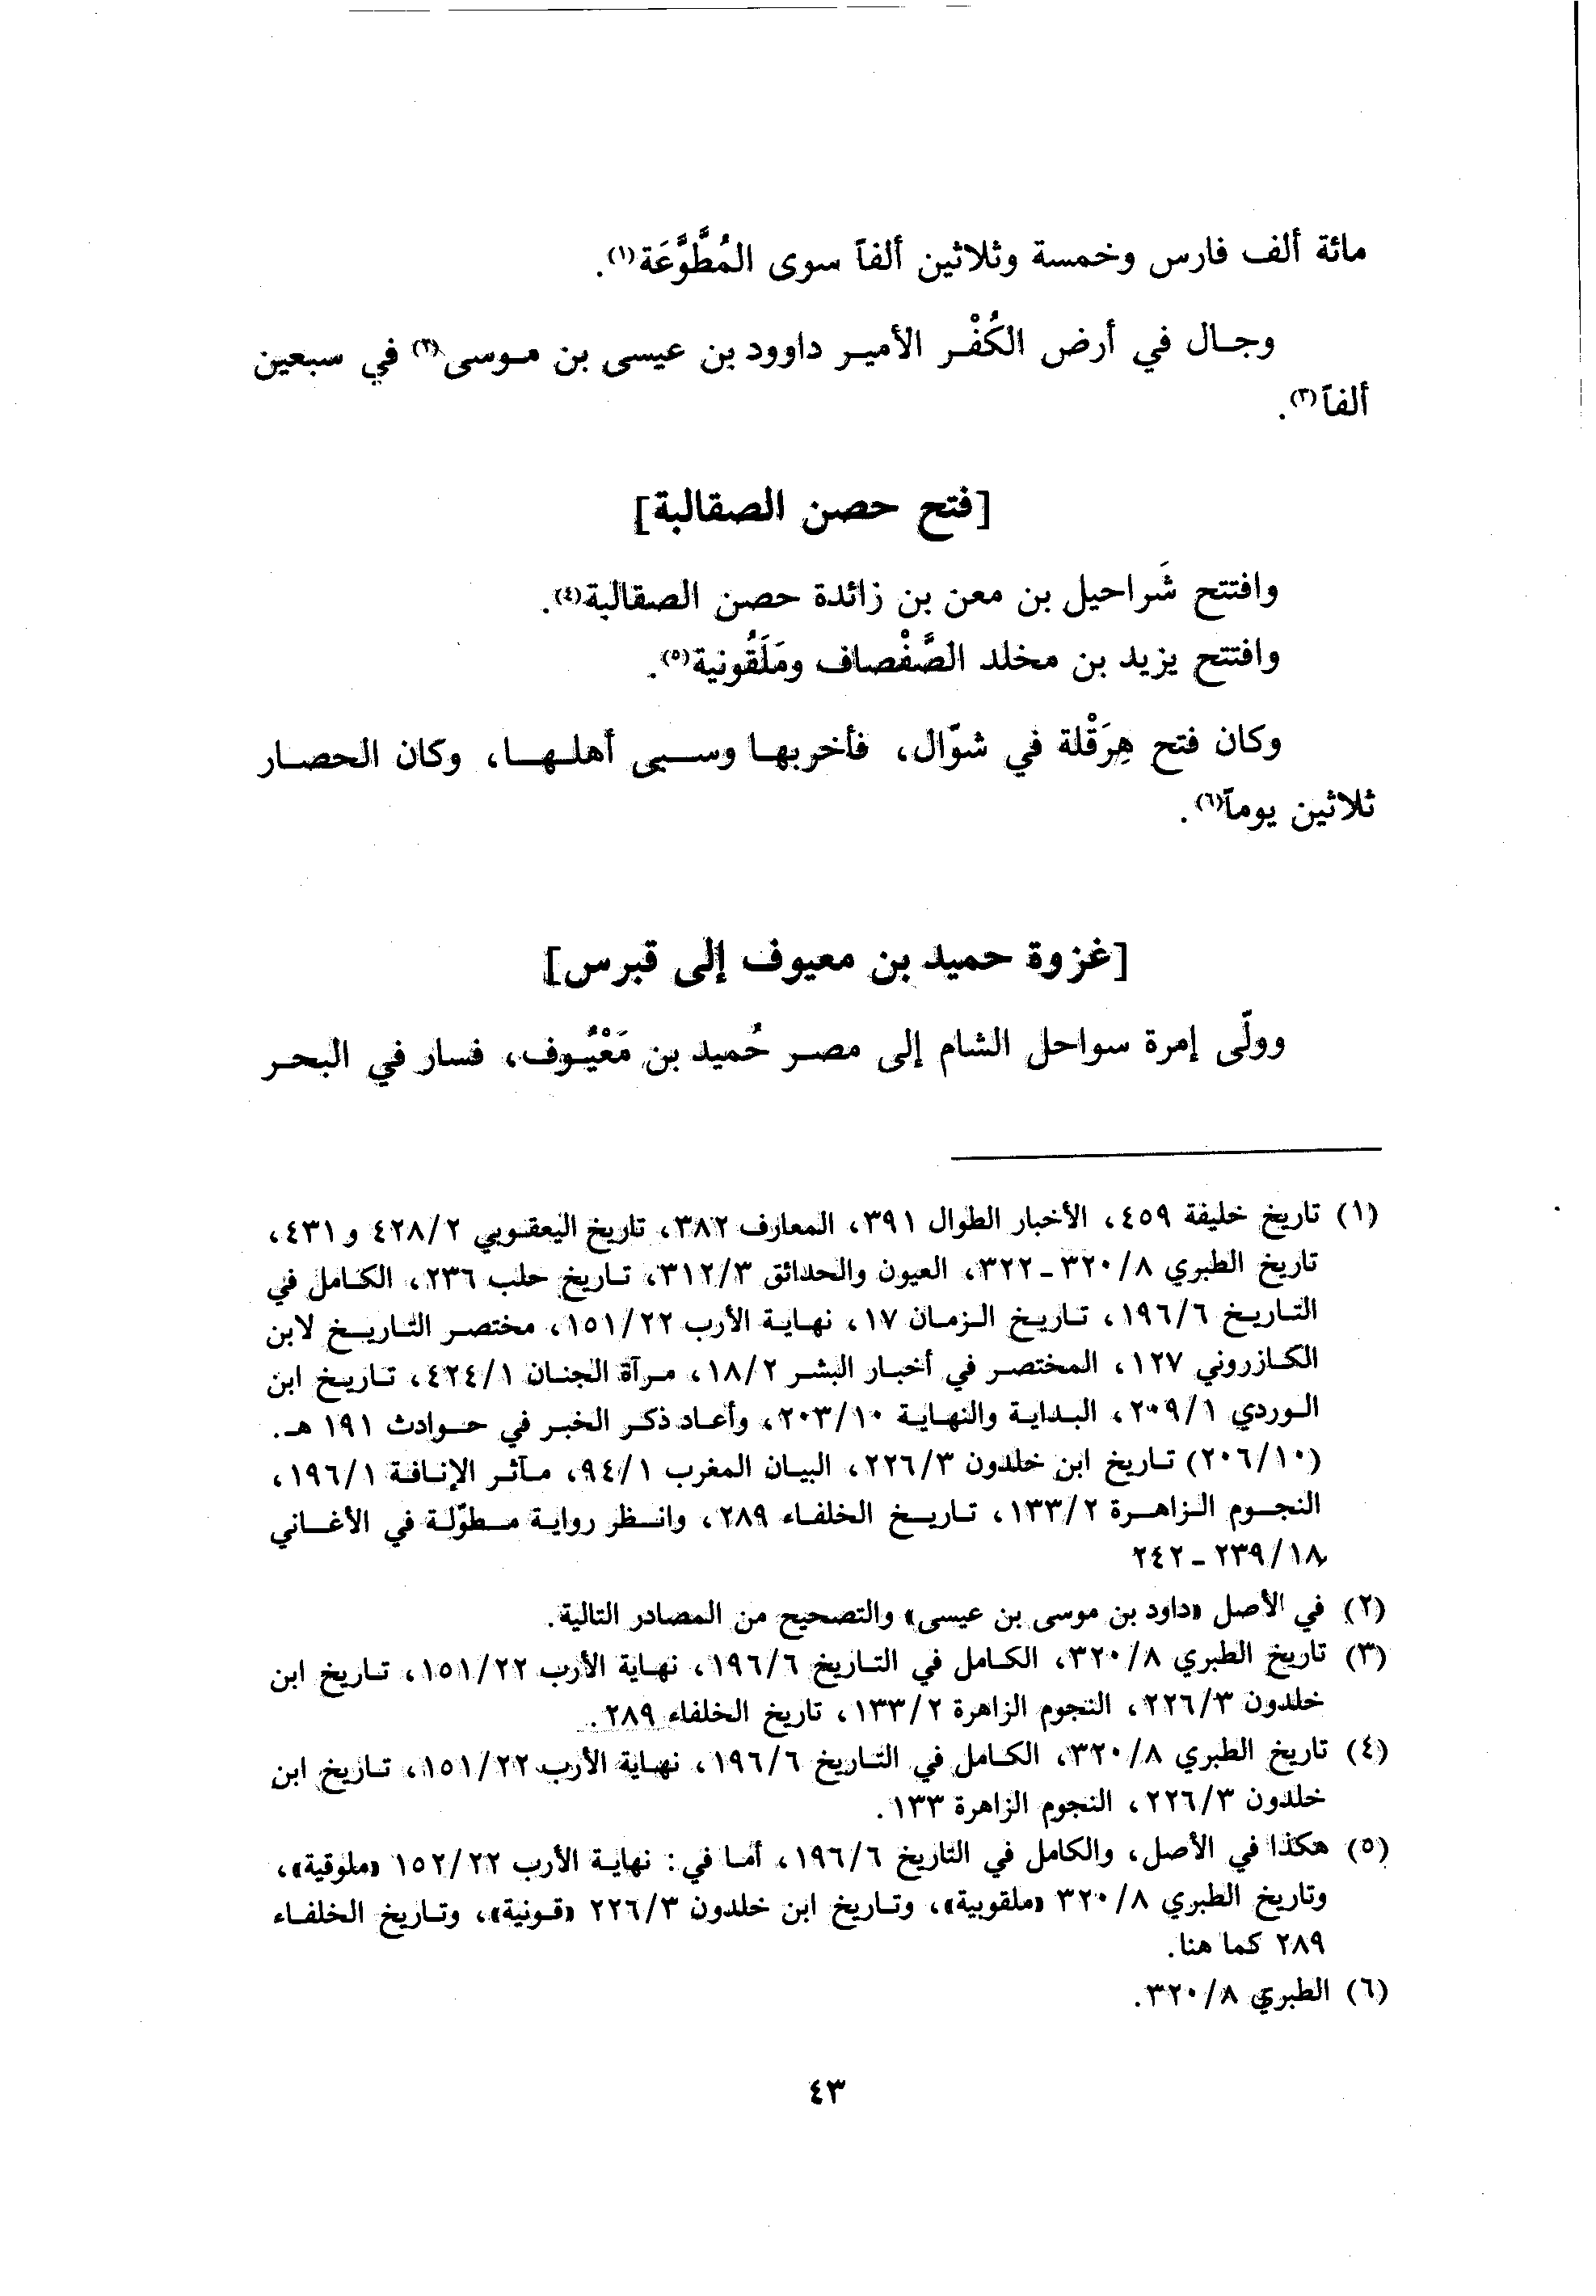 مائة ألف فارس وخمسة وثلاثين ألفاً سوى المُطَّوَّعَة(١).
وجال في أرض الكُفْر الأمير داوود بن عيسى بن موسى(٢) في سبعين
ألفاً(٣).
[فتح حصن الصقالبة]
وافتتح شَراحيل بن معن بن زائدة حصن الصقالبة(٤).
وافتتح يزيد بن مخلد الصَّفْصاف ومَلَقُونية(٥).
وكان فتح هِرَقْلة في شوّال، فأخربها وسبى أهلها، وكان الحصار
ثلاثين يوماً(٦).
[غزوة حميد بن معيوف إلى قبرس]
وولّى إمرة سواحل الشام إلى مصر حُميد بن مَعْيُوف، فسار في البحر
(١) تاريخ خليفة ٤٥٩، الأخبار الطوال ٣٩١، المعارف ٣٨٢، تاريخ اليعقوبي ٤٢٨/٢ و ٤٣١،
تاريخ الطبري ٣٢٠/٨ ـ ٣٢٢، العيون والحدائق ٣١٢/٣، تاريخ حلب ٢٣٦، الكامل في
التاريخ ١٩٦/٦، تاريخ الزمان ١٧، نهاية الأرب ١٥١/٢٢، مختصر التاريخ لابن
الكازروني ١٢٧، المختصر في أخبار البشر ١٨/٢، مرآة الجنان ٤٢٤/١، تاريخ ابن
الوردي ٢٠٩/١، البداية والنهاية ٢٠٣/١٠، وأعاد ذكر الخبر في حوادث ١٩١ هـ.
(٢٠٦/١٠) تاريخ ابن خلدون ٢٢٦/٣، البيان المغرب ٩٤/١، مآثر الإنافة ١٩٦/١،
النجوم الزاهرة ١٣٣/٢، تاريخ الخلفاء ٢٨٩، وانظر رواية مطوّلة في الأغاني
٢٣٩/١٨ ـ ٢٤٢
(٢) في الأصل «داود بن موسى بن عيسى» والتصحيح من المصادر التالية.
(٣) تاريخ الطبري ٣٢٠/٨، الكامل في التاريخ ١٩٦/٦، نهاية الأرب ١٥١/٢٢، تاريخ ابن
خلدون ٢٢٦/٣، النجوم الزاهرة ١٣٣/٢، تاريخ الخلفاء ٢٨٩.
(٤) تاريخ الطبري ٣٢٠/٨، الكامل في التاريخ ١٩٦/٦، نهاية الأرب ١٥١/٢٢، تاريخ ابن
خلدون ٢٢٦/٣، النجوم الزاهرة ١٣٣.
(٥) هكذا في الأصل، والكامل في التاريخ ١٩٦/٦، أما في: نهاية الأرب ١٥٢/٢٢ «ملوقية»،
وتاريخ الطبري ٣٢٠/٨ «ملقوبية»، وتاريخ ابن خلدون ٢٢٦/٣ «قونية»، وتاريخ الخلفاء
٢٨٩ كما هنا.
(٦) الطبري ٣٢٠/٨.
٤٣